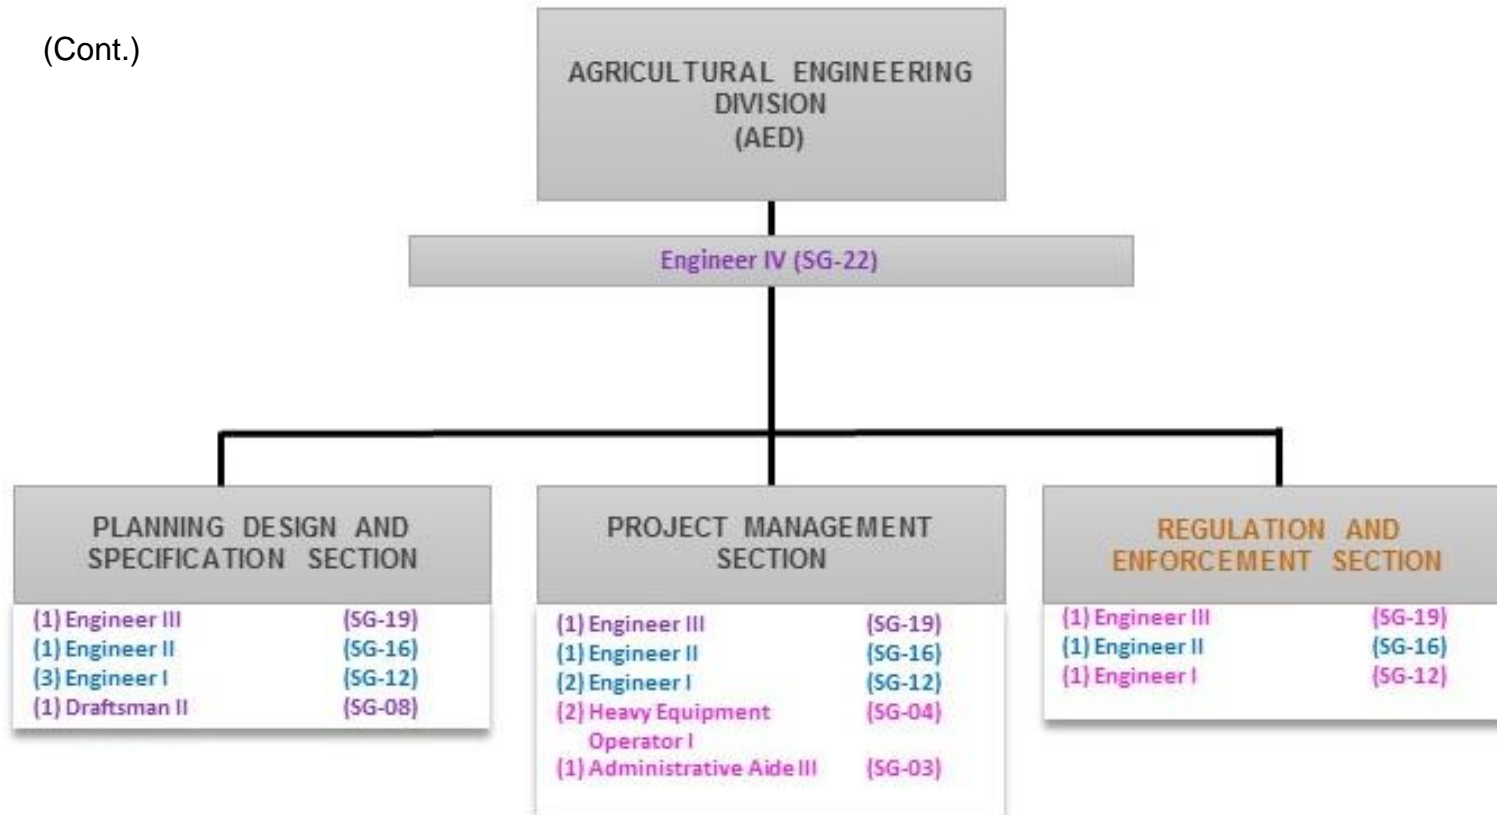 (Cont.)
AGRICULTURAL ENGINEERING
DIVISION
(AED)
Engineer IV (SG-22)
PLANNING DESIGN AND
SPECIFICATION SECTION
(1) Engineer III (SG-19)
(1) Engineer II (SG-16)
(3) Engineer I (SG-12)
(1) Draftsman II (SG-08)
PROJECT MANAGEMENT
SECTION
(1) Engineer III (SG-19)
(1) Engineer II (SG-16)
(2) Engineer I (SG-12)
(2) Heavy Equipment (SG-04)
Operator I
(1) Administrative Aide III (SG-03)
REGULATION AND
ENFORCEMENT SECTION
(1) Engineer III (SG-19)
(1) Engineer II (SG-16)
(1) Engineer I (SG-12)